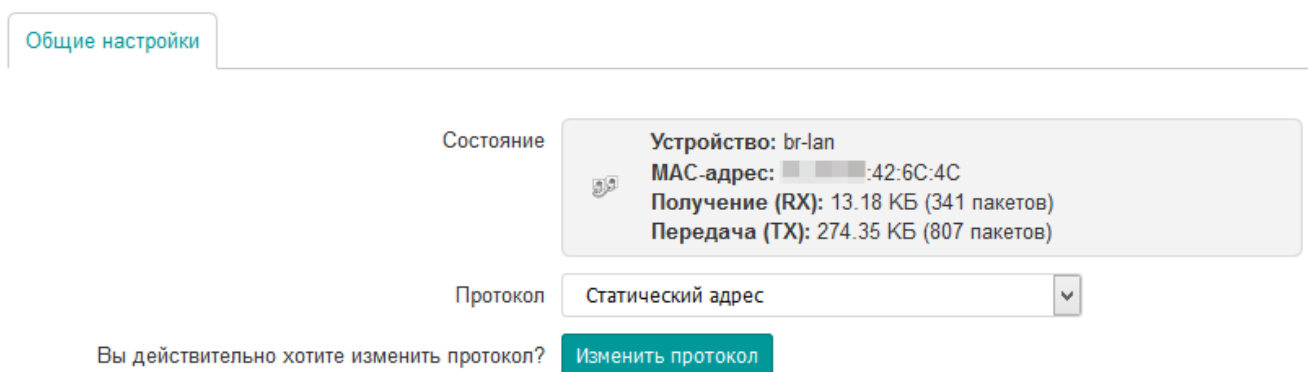 Общие настройки
Состояние
Устройство: br-lan
MAC-адрес: :42:6C:4C
Получение (RX): 13.18 КБ (341 пакетов)
Передача (TX): 274.35 КБ (807 пакетов)
Протокол Статический адрес
Вы действительно хотите изменить протокол? Изменить протокол